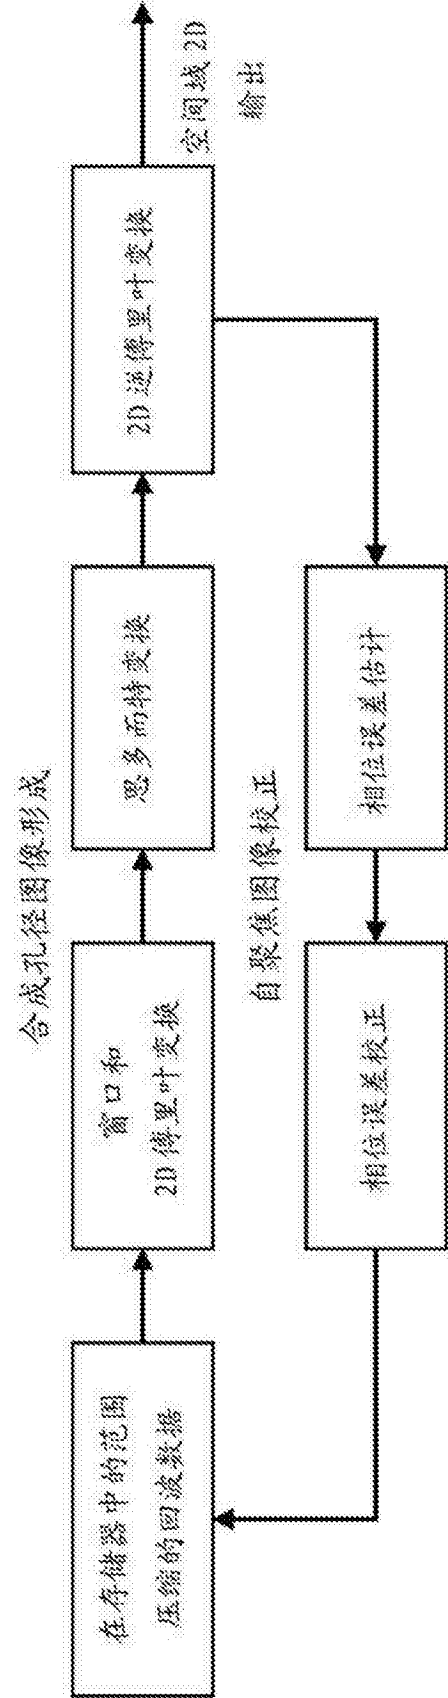 合成孔径图像形成
在存储器中的范围
压缩的回波数据
窗口和
2D 傅里叶变换
思多而特变换
2D 逆傅里叶变换
空间域 2D
输出
自聚焦图像校正
相位误差校正
相位误差估计